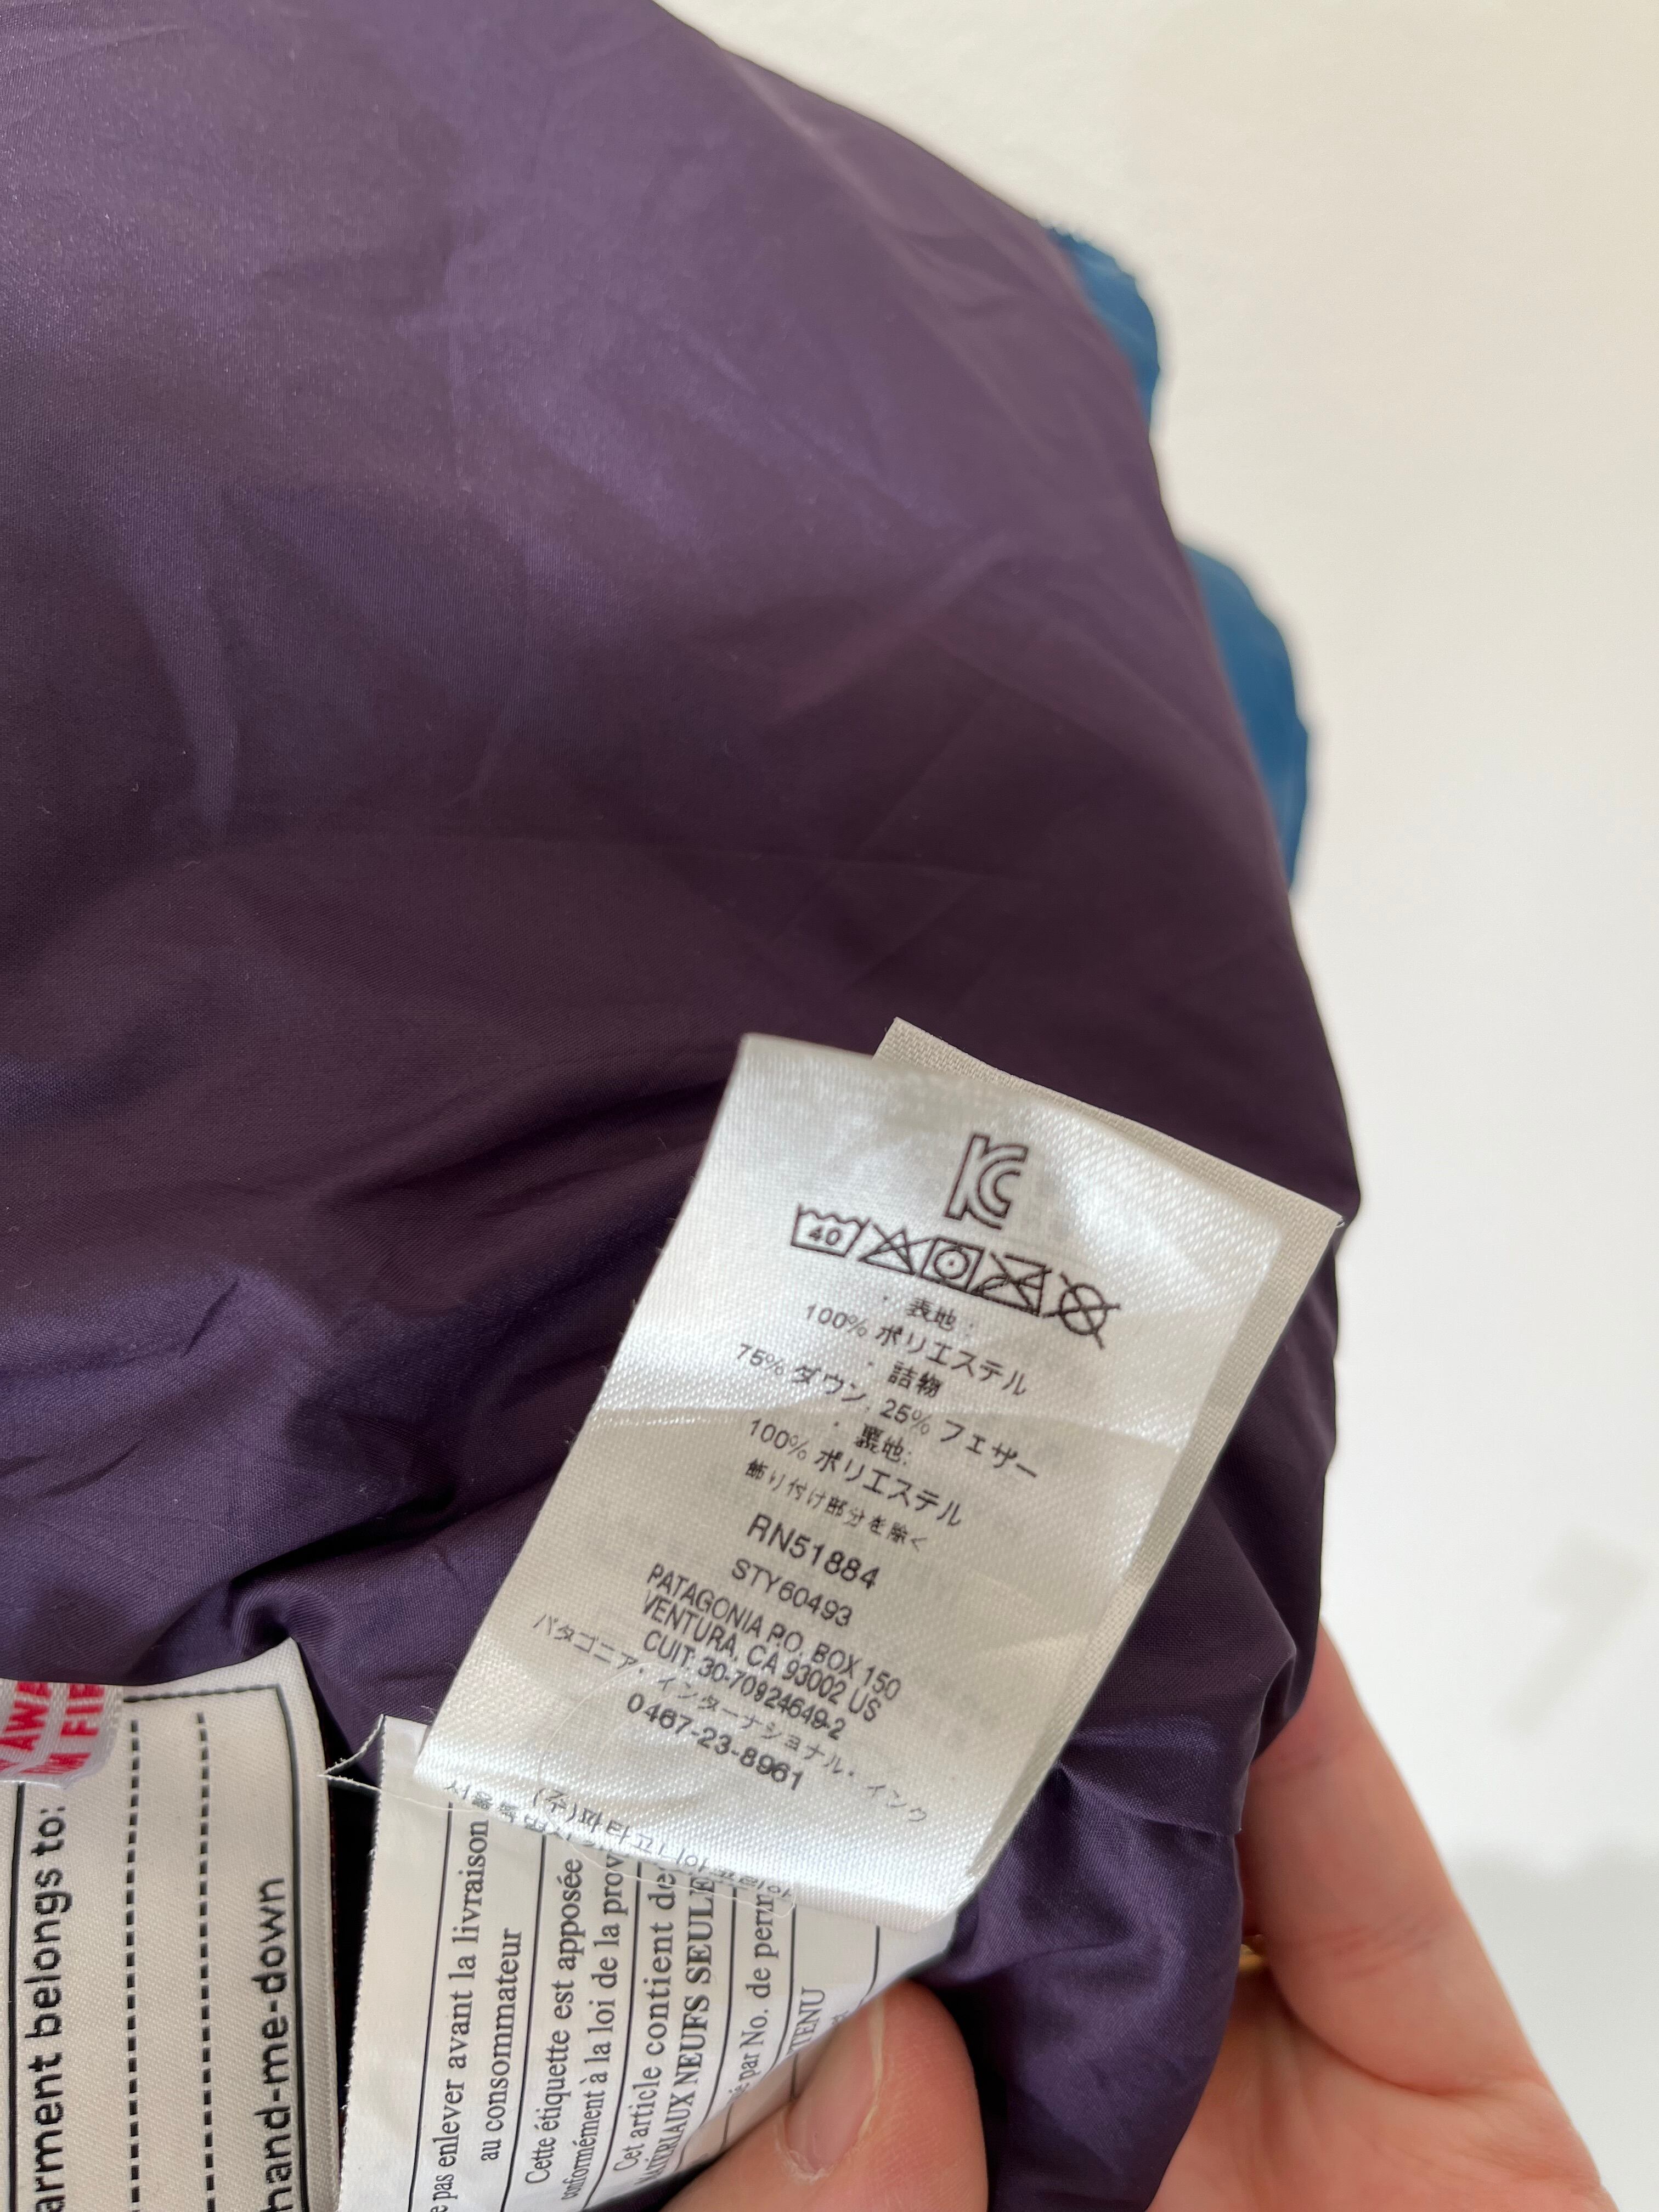 KC
40
・ 表地 :
100% ポリエステル
・ 詰物
75% ダウン, 25% フェザー
・ 裏地:
100% ポリエステル
飾り付け部分を除く
RN51884
STY60493
PATAGONIA P.O. BOX 150
VENTURA, CA 93002 US
CUIT 30-70924649-2
パタゴニア・インターナショナル・インク
0467-23-8961
(주)파타고니아코리아
pas enlever avant la livraison
au consommateur
Cette étiquette est apposée
conformément à la loi de la prov
Cet article contient de
MATÉRIAUX NEUFS SEULE
par No. de perm
TENU
arment belongs to:
hand-me-down